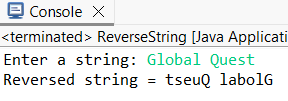 Console
<terminated> ReverseString [Java Applicati
Enter a string: Global Quest
Reversed string = tseuQ labolG